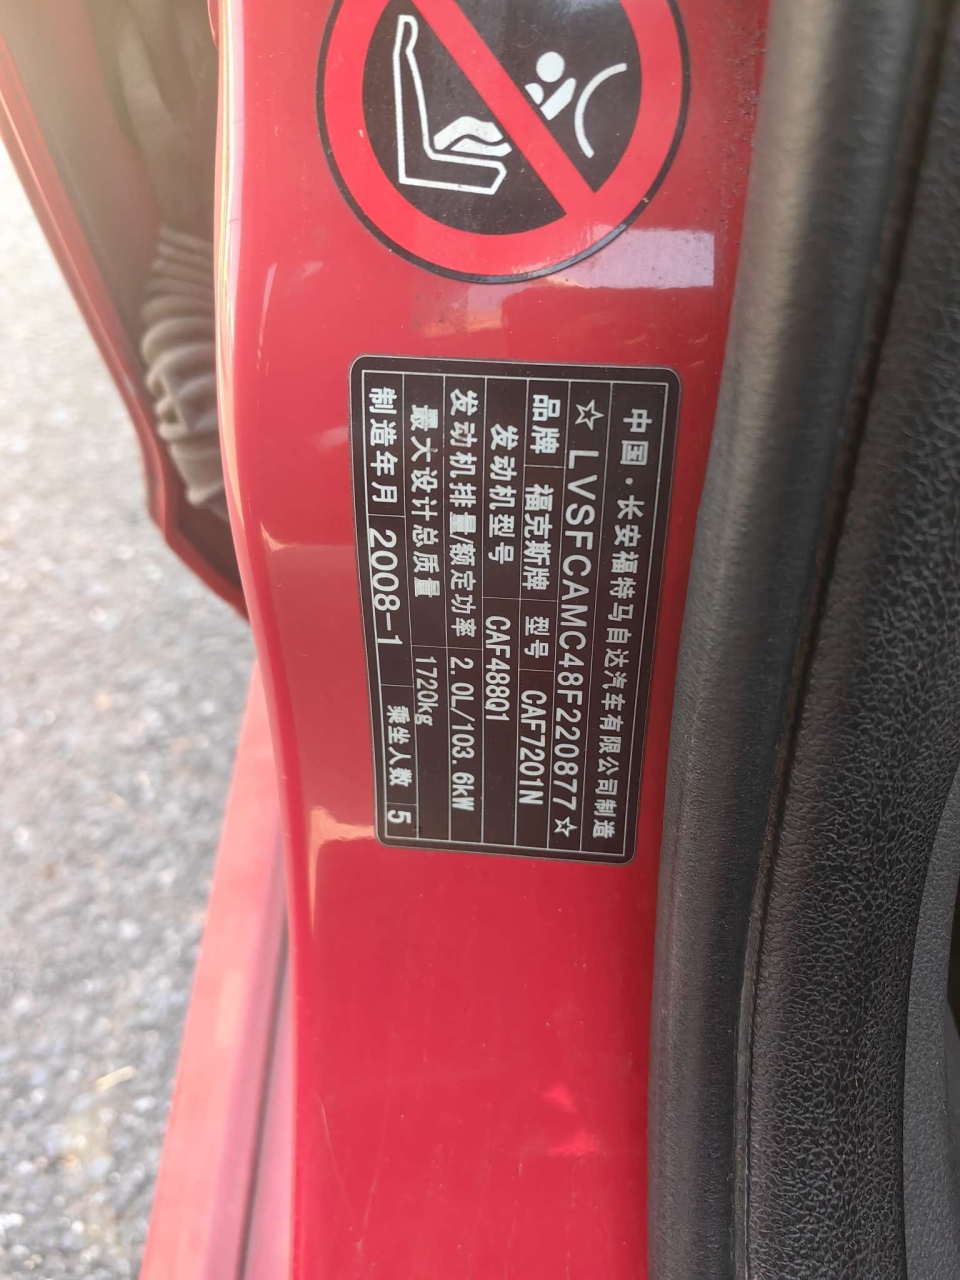 中国·长安福特马自达汽车有限公司制造
☆LVSFCAMC48F220877☆
品牌 福克斯牌 型号 CAF7201N
发动机型号 CAF488Q1
发动机排量/额定功率 2.0L/103.6kW
最大设计总质量 1720kg
制造年月 2008-1 乘坐人数 5